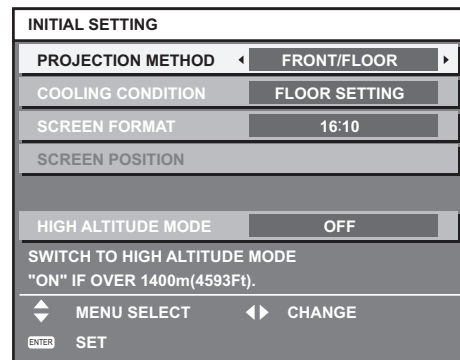 INITIAL SETTING
PROJECTION METHOD FRONT/FLOOR
COOLING CONDITION FLOOR SETTING
SCREEN FORMAT 16:10
SCREEN POSITION
HIGH ALTITUDE MODE OFF
SWITCH TO HIGH ALTITUDE MODE
"ON" IF OVER 1400m(4593Ft).
MENU SELECT CHANGE
ENTER SET